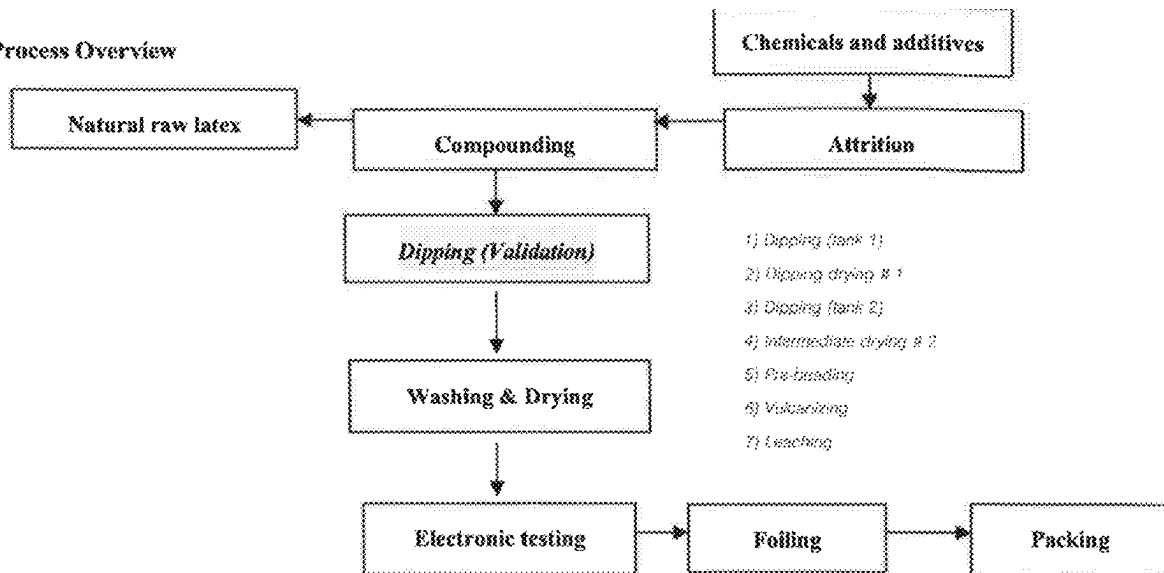 Process Overview
Chemicals and additives
Natural raw latex
Compounding
Attrition
Dipping (Validation)
1) Dipping (tank 1)
2) Dipping drying # 1
3) Dipping (tank 2)
4) Intermediate drying # 2
5) Pre-beading
6) Vulcanizing
7) Leaching
Washing & Drying
Electronic testing
Foiling
Packing